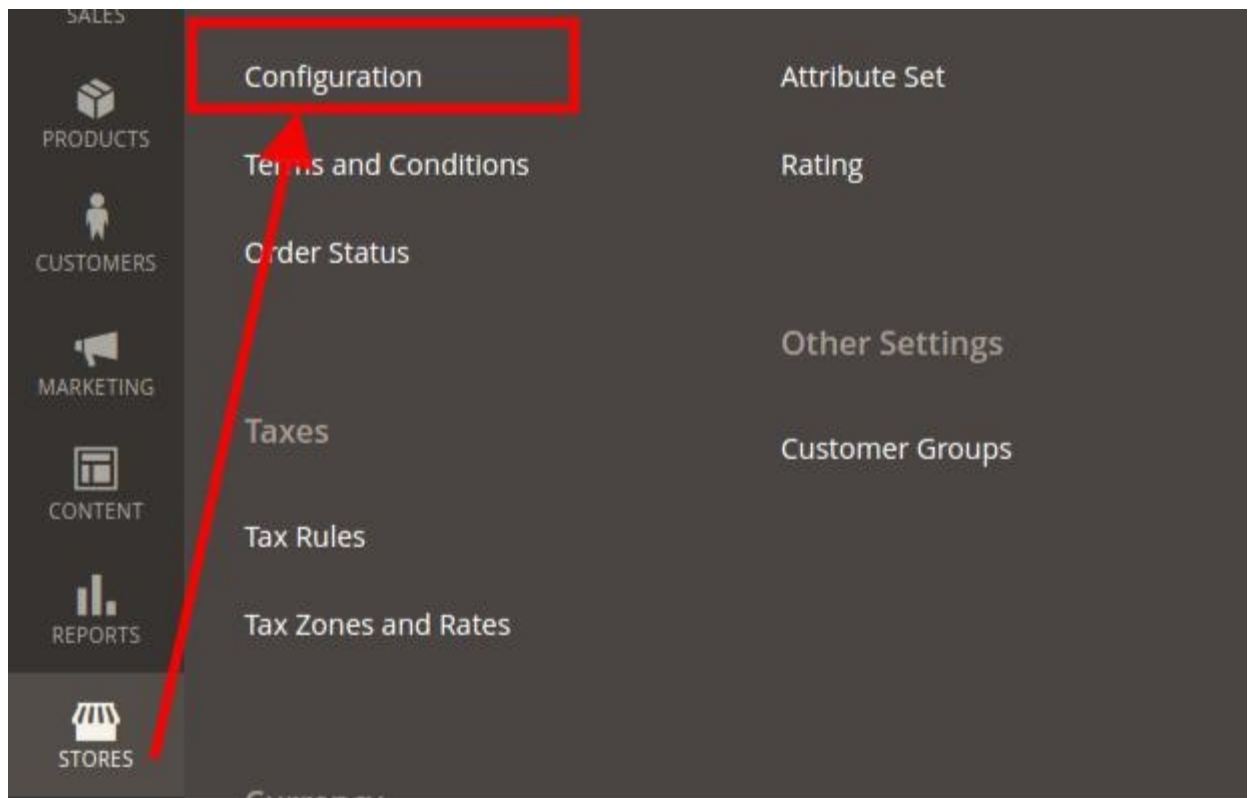 SALES
PRODUCTS
CUSTOMERS
MARKETING
CONTENT
REPORTS
STORES
Configuration
Terms and Conditions
Order Status
Taxes
Tax Rules
Tax Zones and Rates
Currency
Attribute Set
Rating
Other Settings
Customer Groups